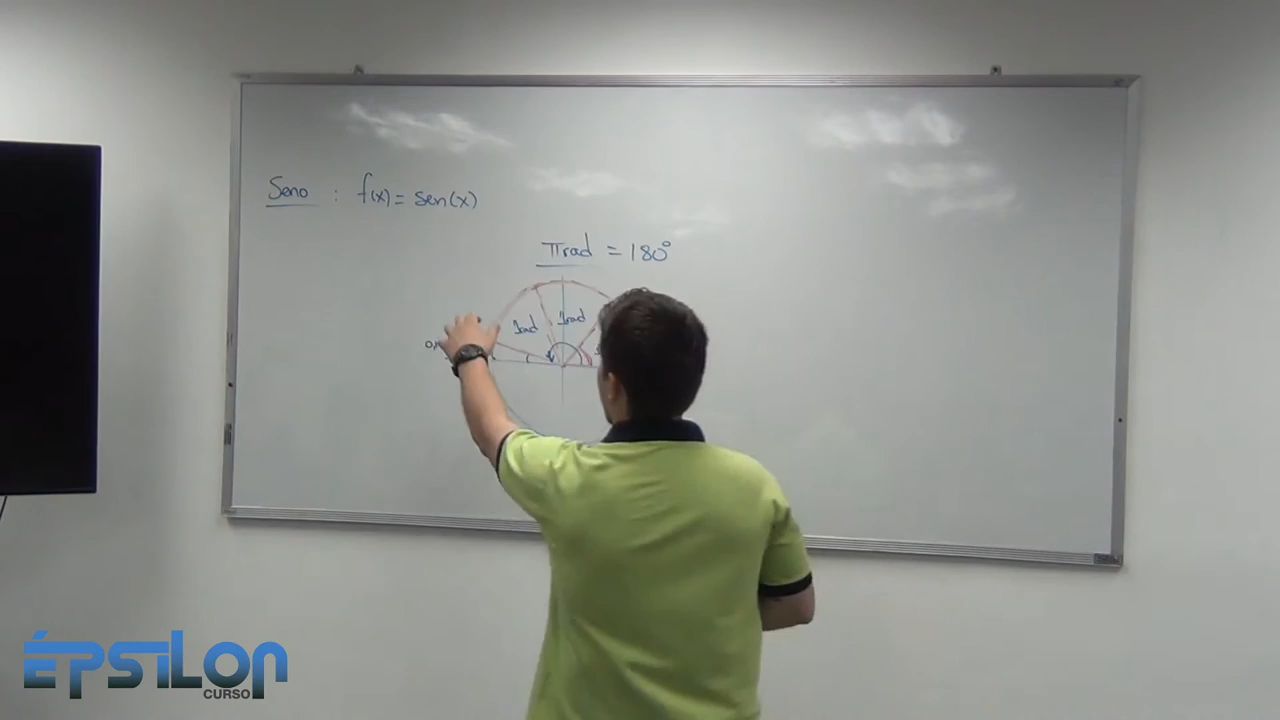 Seno : f(x) = sen(x)
πrad = 180°
1rad 1rad
ÉPSILON
CURSO